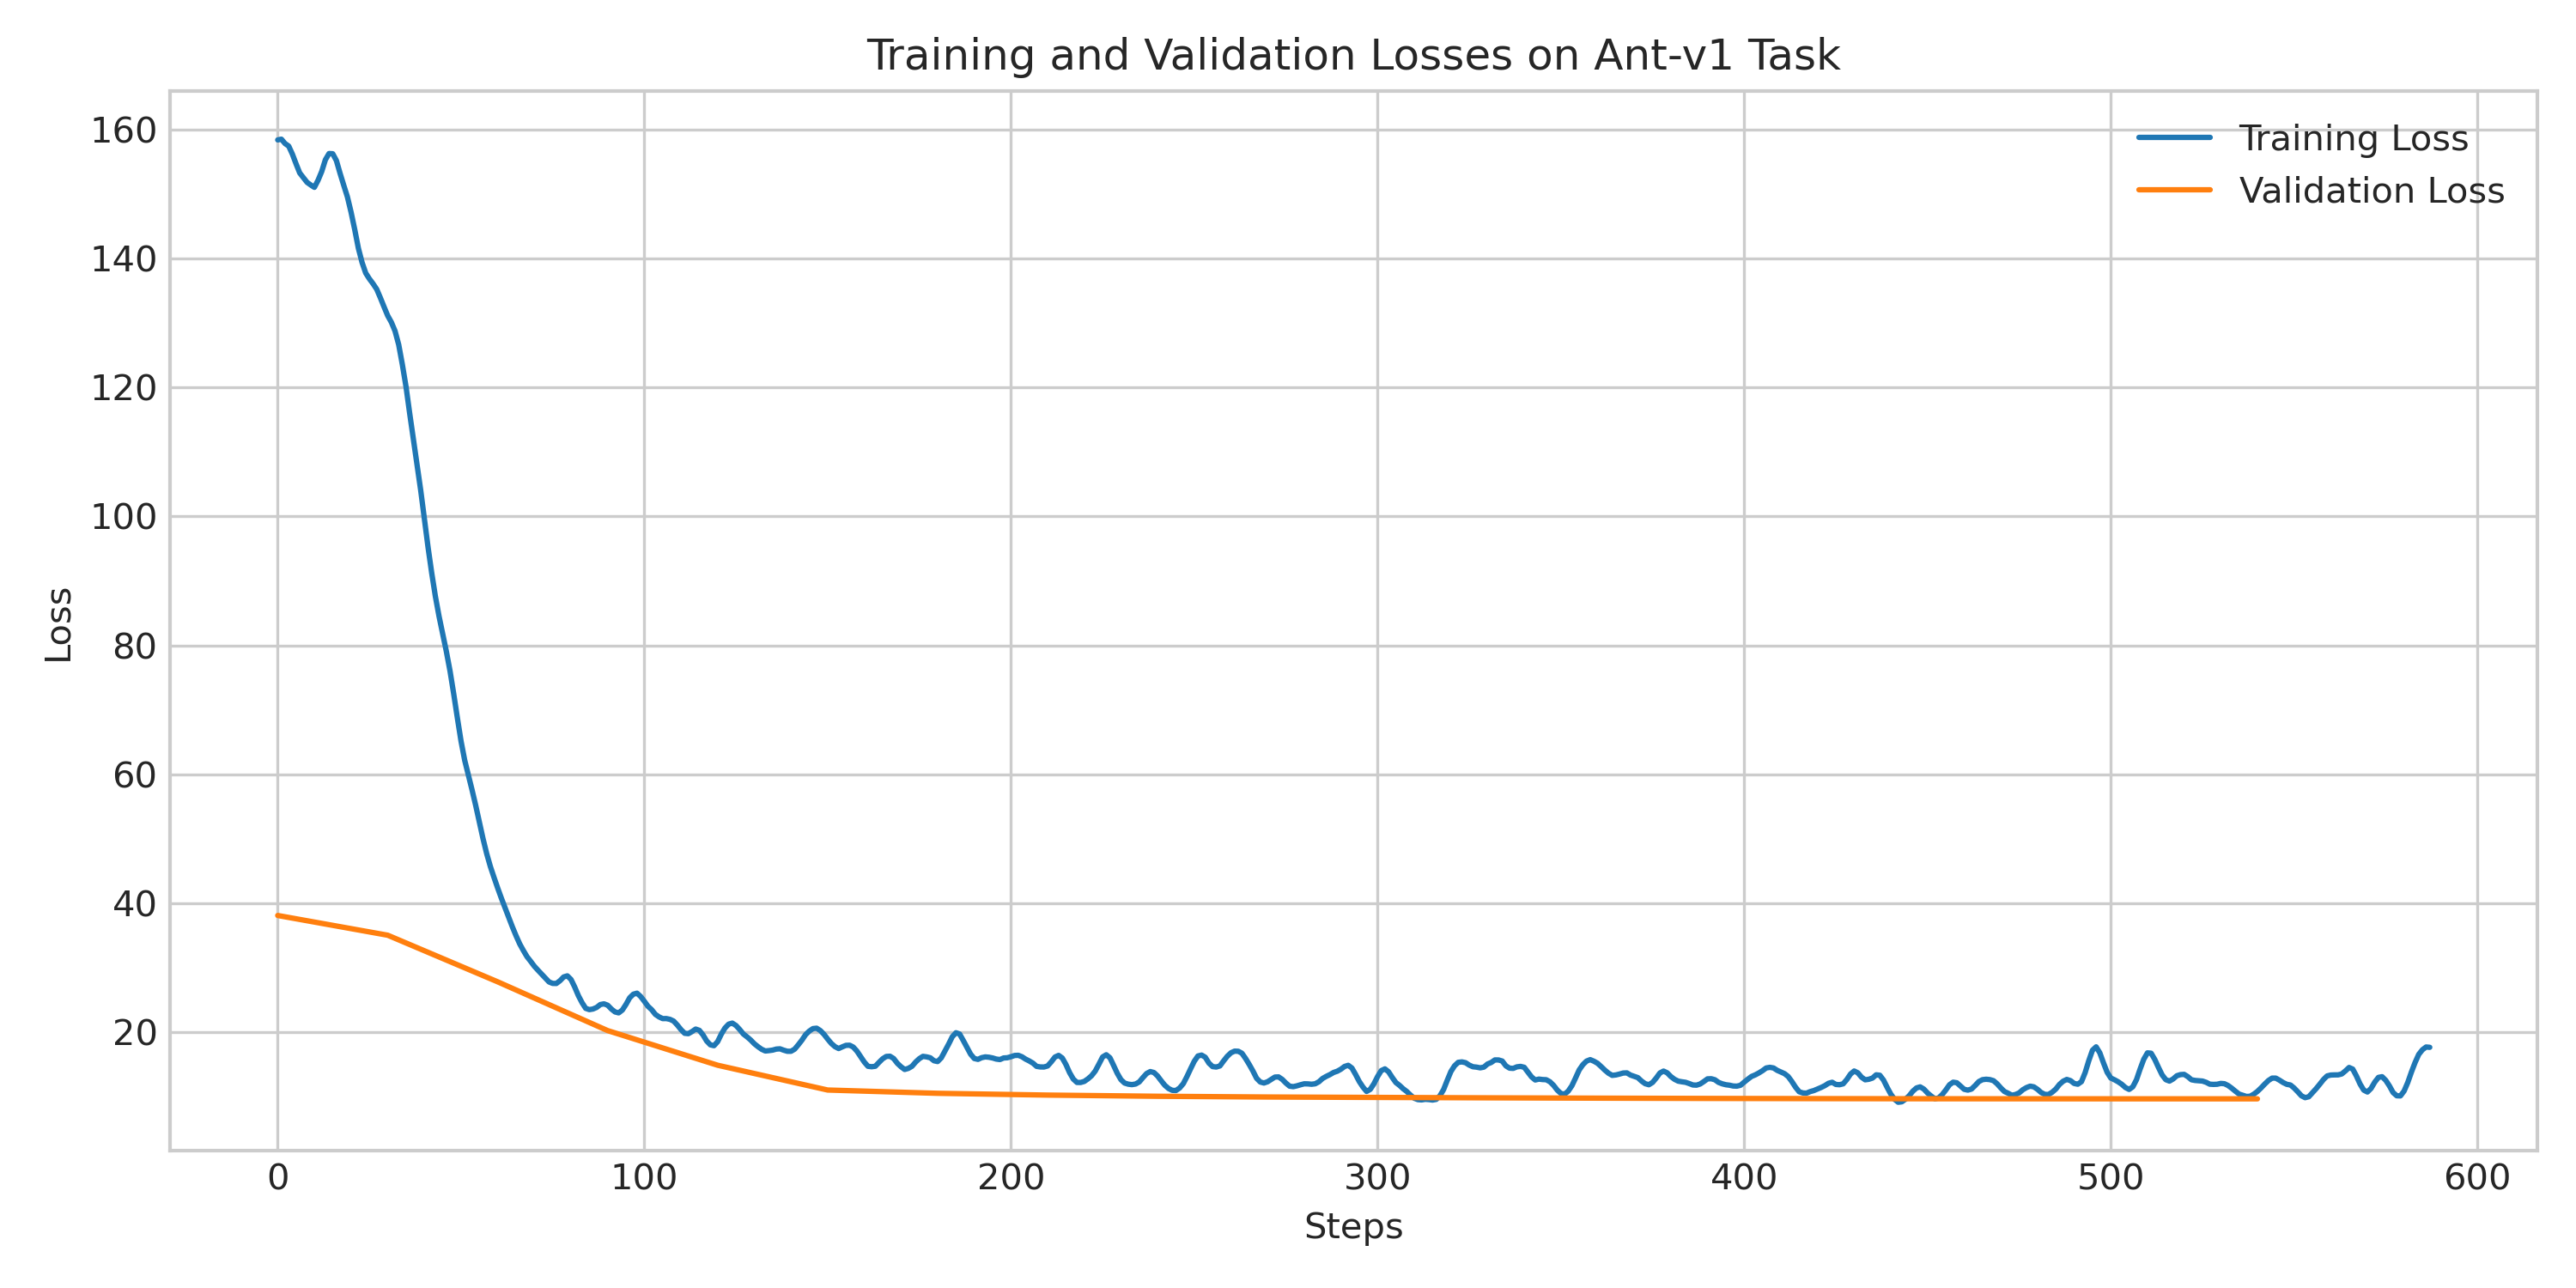 Training and Validation Losses on Ant-v1 Task
160
140
120
100
80
60
40
20
Loss
Training Loss
Validation Loss
0 100 200 300 400 500 600
Steps